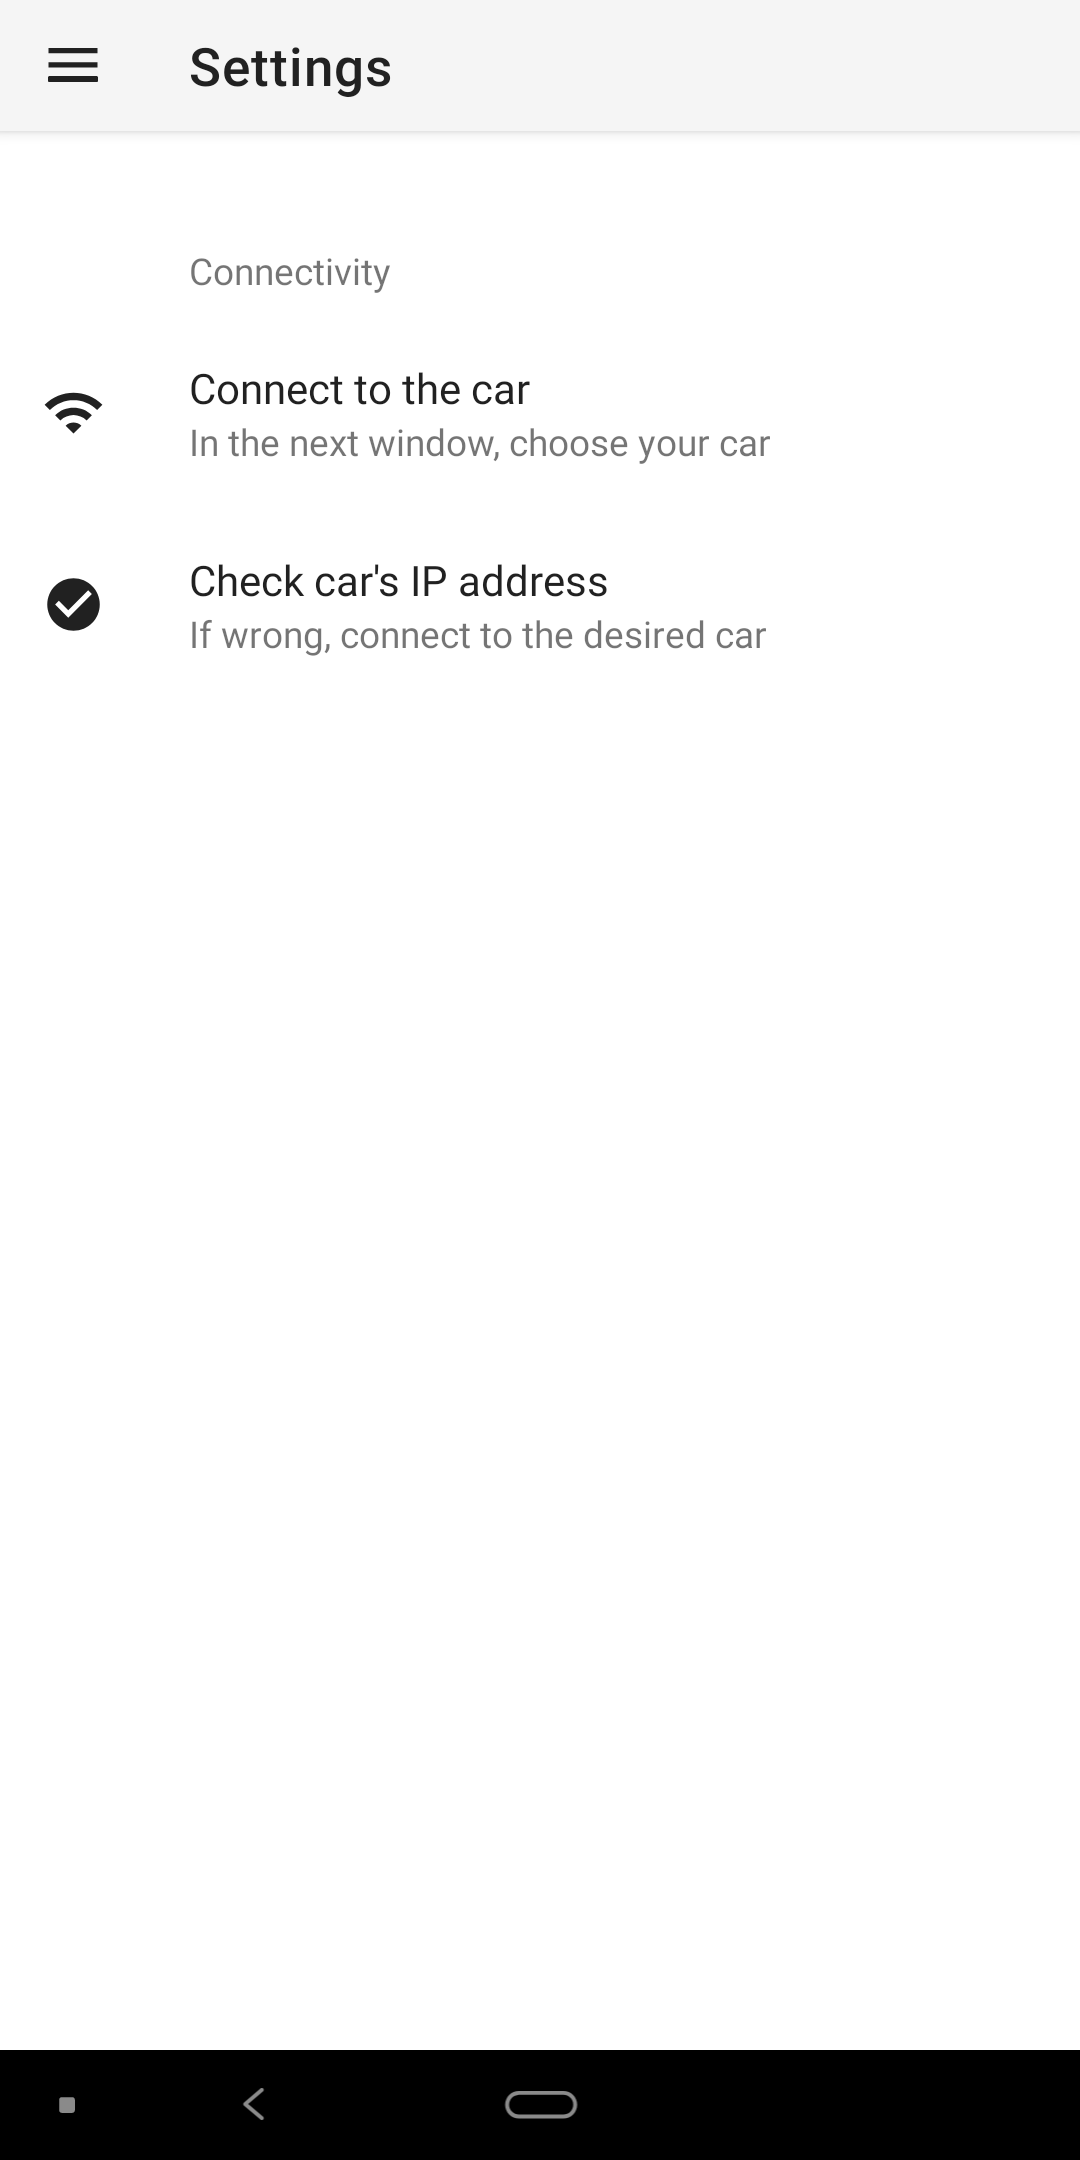 Settings
Connectivity
Connect to the car
In the next window, choose your car
Check car's IP address
If wrong, connect to the desired car